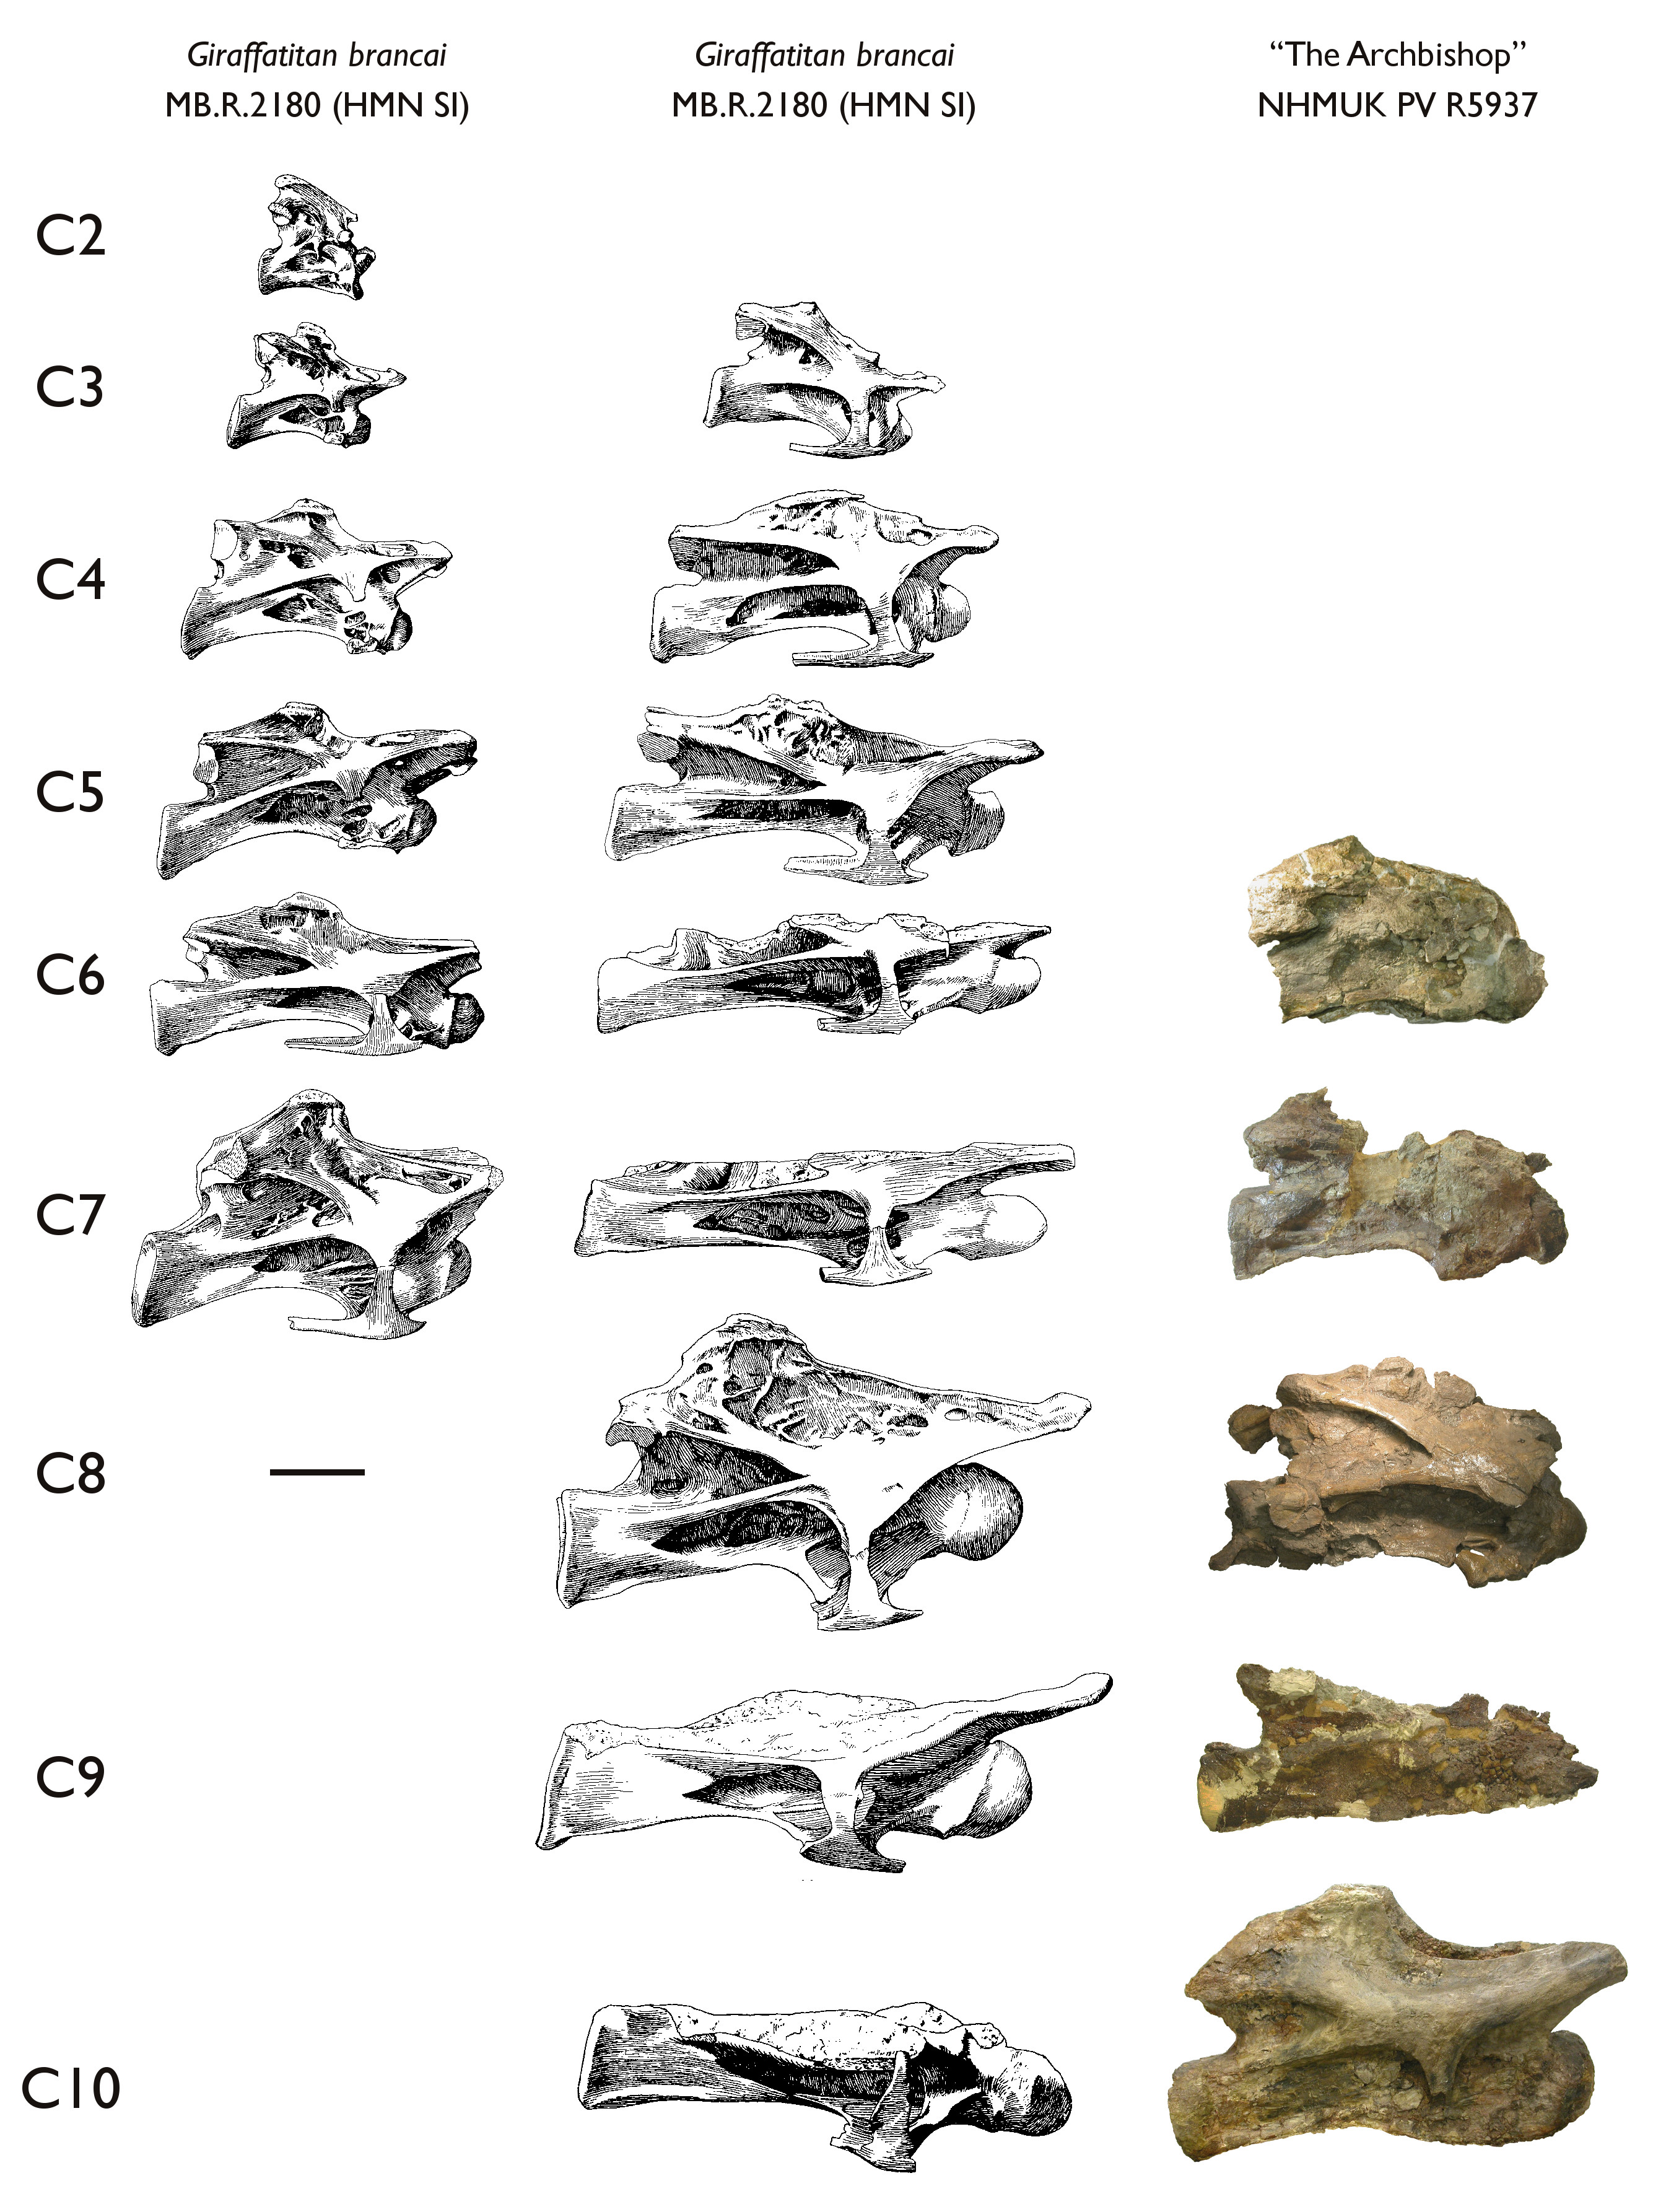 Giraffatitan brancai
MB.R.2180 (HMN SI)
Giraffatitan brancai
MB.R.2180 (HMN SI)
“The Archbishop”
NHMUK PV R5937
C2
C3
C4
C5
C6
C7
C8
C9
C10